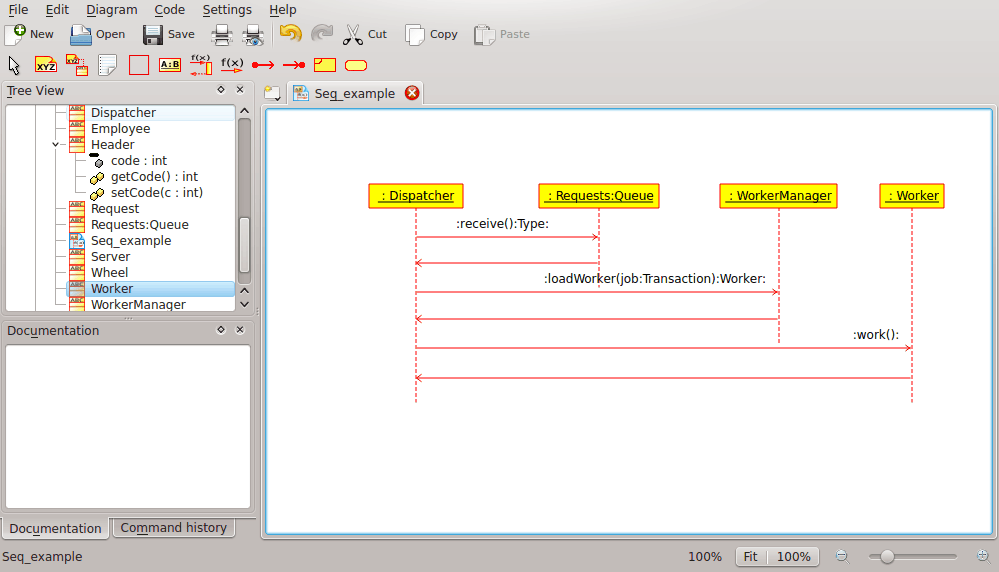 File Edit Diagram Code Settings Help
New Open Save Cut Copy Paste
XYZ XYZ A:B f(x) f(x)
Tree View
Seq_example
Dispatcher
Employee
Header
code : int
getCode() : int
setCode(c : int)
Request
Requests:Queue
Seq_example
Server
Wheel
Worker
WorkerManager
: Dispatcher : Requests:Queue : WorkerManager : Worker
:receive():Type:
:loadWorker(job:Transaction):Worker:
:work():
Documentation
Documentation Command history
Seq_example 100% Fit 100%